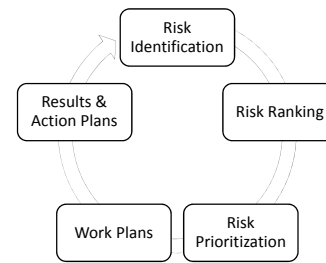 Risk
Identification
Risk Ranking
Risk
Prioritization
Work Plans
Results &
Action Plans